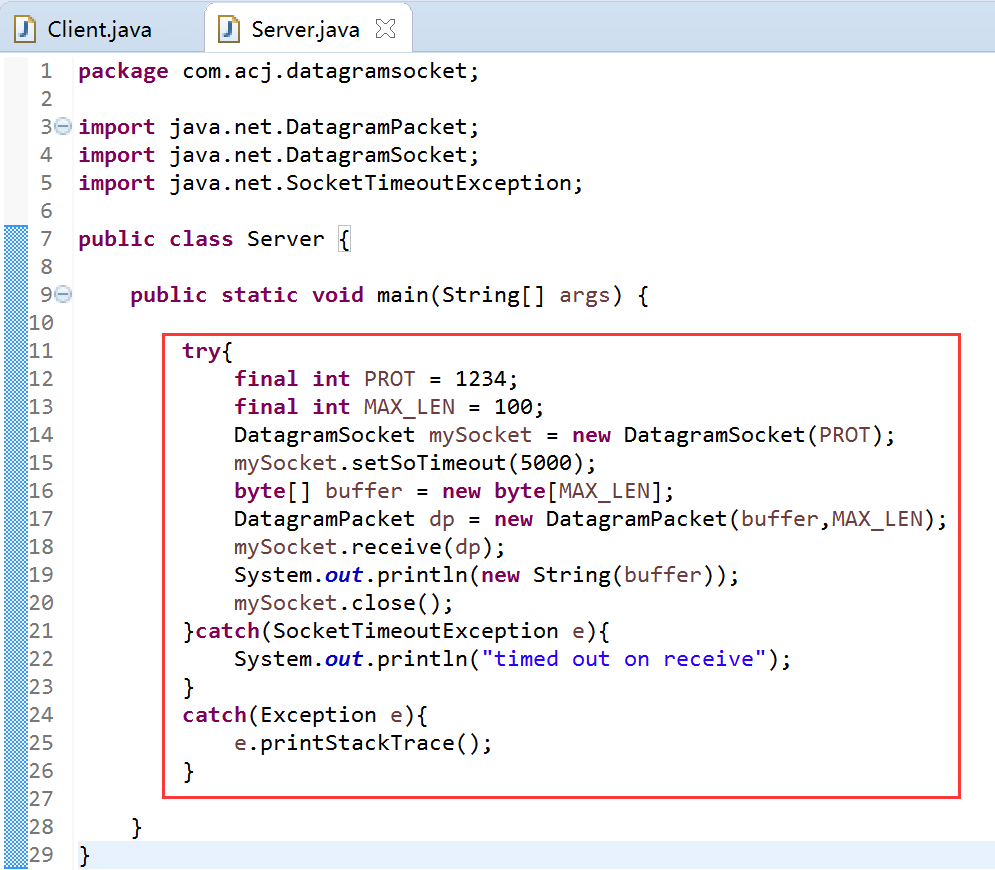 Client.java
Server.java
1 package com.acj.datagramsocket;
2
3 import java.net.DatagramPacket;
4 import java.net.DatagramSocket;
5 import java.net.SocketTimeoutException;
6
7 public class Server {
8
9     public static void main(String[] args) {
10
11         try{
12             final int PROT = 1234;
13             final int MAX_LEN = 100;
14             DatagramSocket mySocket = new DatagramSocket(PROT);
15             mySocket.setSoTimeout(5000);
16             byte[] buffer = new byte[MAX_LEN];
17             DatagramPacket dp = new DatagramPacket(buffer,MAX_LEN);
18             mySocket.receive(dp);
19             System.out.println(new String(buffer));
20             mySocket.close();
21         }catch(SocketTimeoutException e){
22             System.out.println("timed out on receive");
23         }
24         catch(Exception e){
25             e.printStackTrace();
26         }
27
28     }
29 }